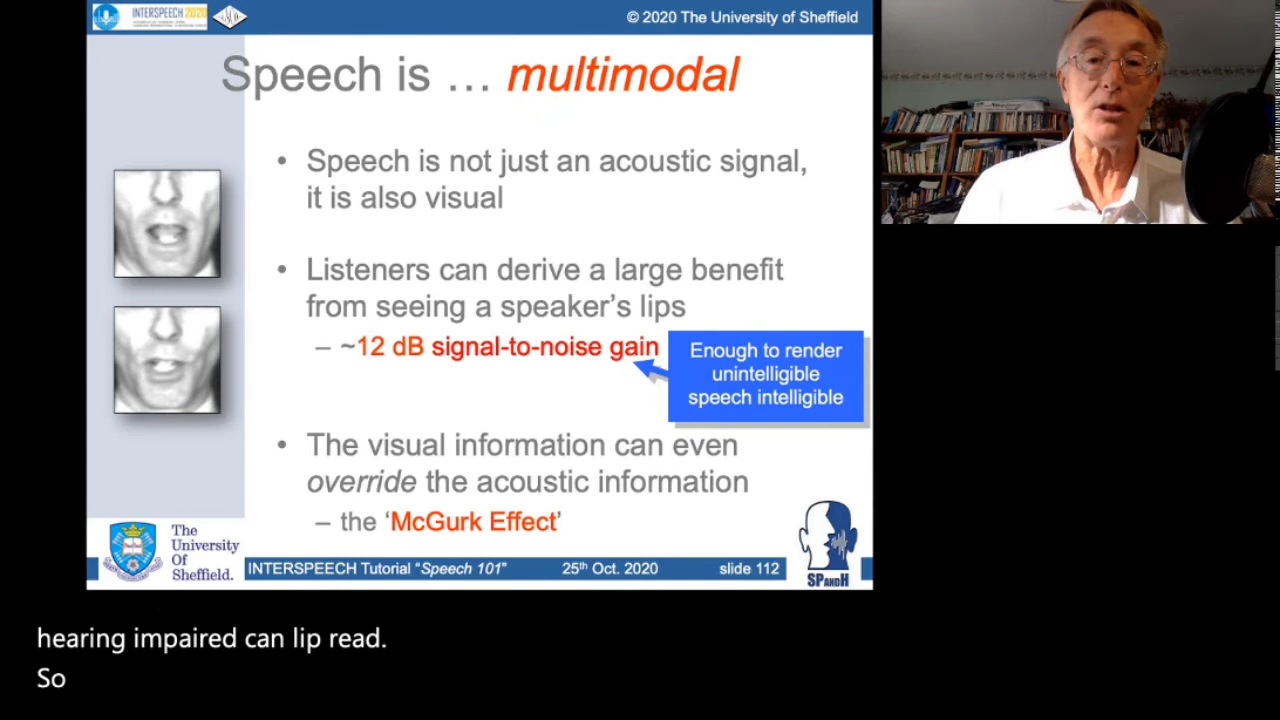 INTERSPEECH 2020
© 2020 The University of Sheffield
Speech is … multimodal
• Speech is not just an acoustic signal,
it is also visual
• Listeners can derive a large benefit
from seeing a speaker's lips
– ~12 dB signal-to-noise gain
Enough to render
unintelligible
speech intelligible
• The visual information can even
override the acoustic information
– the 'McGurk Effect'
The
University
Of
Sheffield.
INTERSPEECH Tutorial "Speech 101" 25th Oct. 2020 slide 112
SPANDH
hearing impaired can lip read.
So